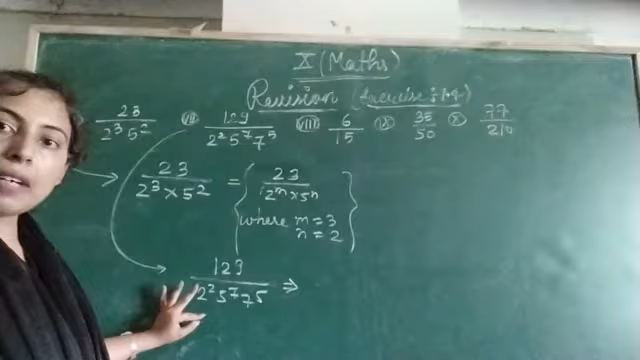 X (Maths)
Revision (Exercise: 1.4)
23/2³5² (vii) 129/2²5⁷7⁵ (viii) 6/15 (ix) 35/50 (x) 77/210
→ 23/2³×5² = { 23/2ᵐ×5ⁿ
where m=3
n=2 }
129/2²5⁷7⁵ ⇒